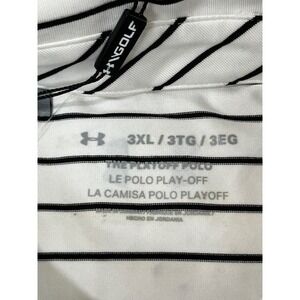 GOLF
3XL / 3TG / 3EG
THE PLAYOFF POLO
LE POLO PLAY-OFF
LA CAMISA POLO PLAYOFF
HECHO EN JORDANIA